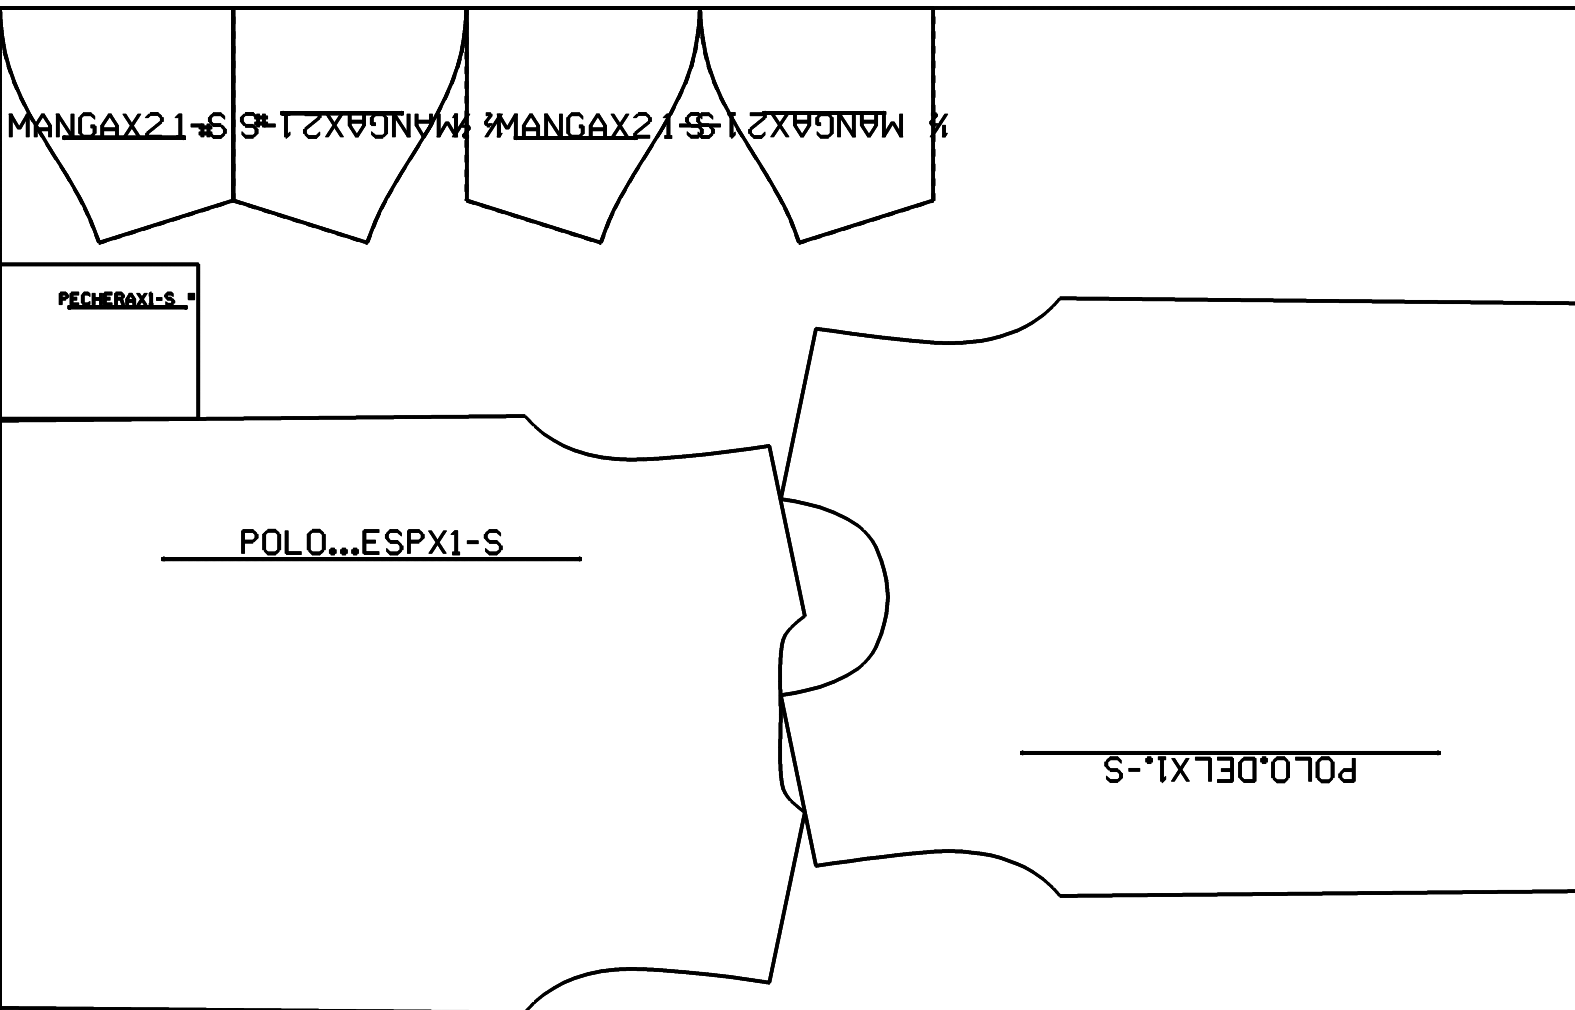 MANGAX21-S
S-MANGAX21
MANGAX21-S
S-MANGAX21
PECHERAX1-S
POLO...ESPX1-S
POLO.DELX1.-S